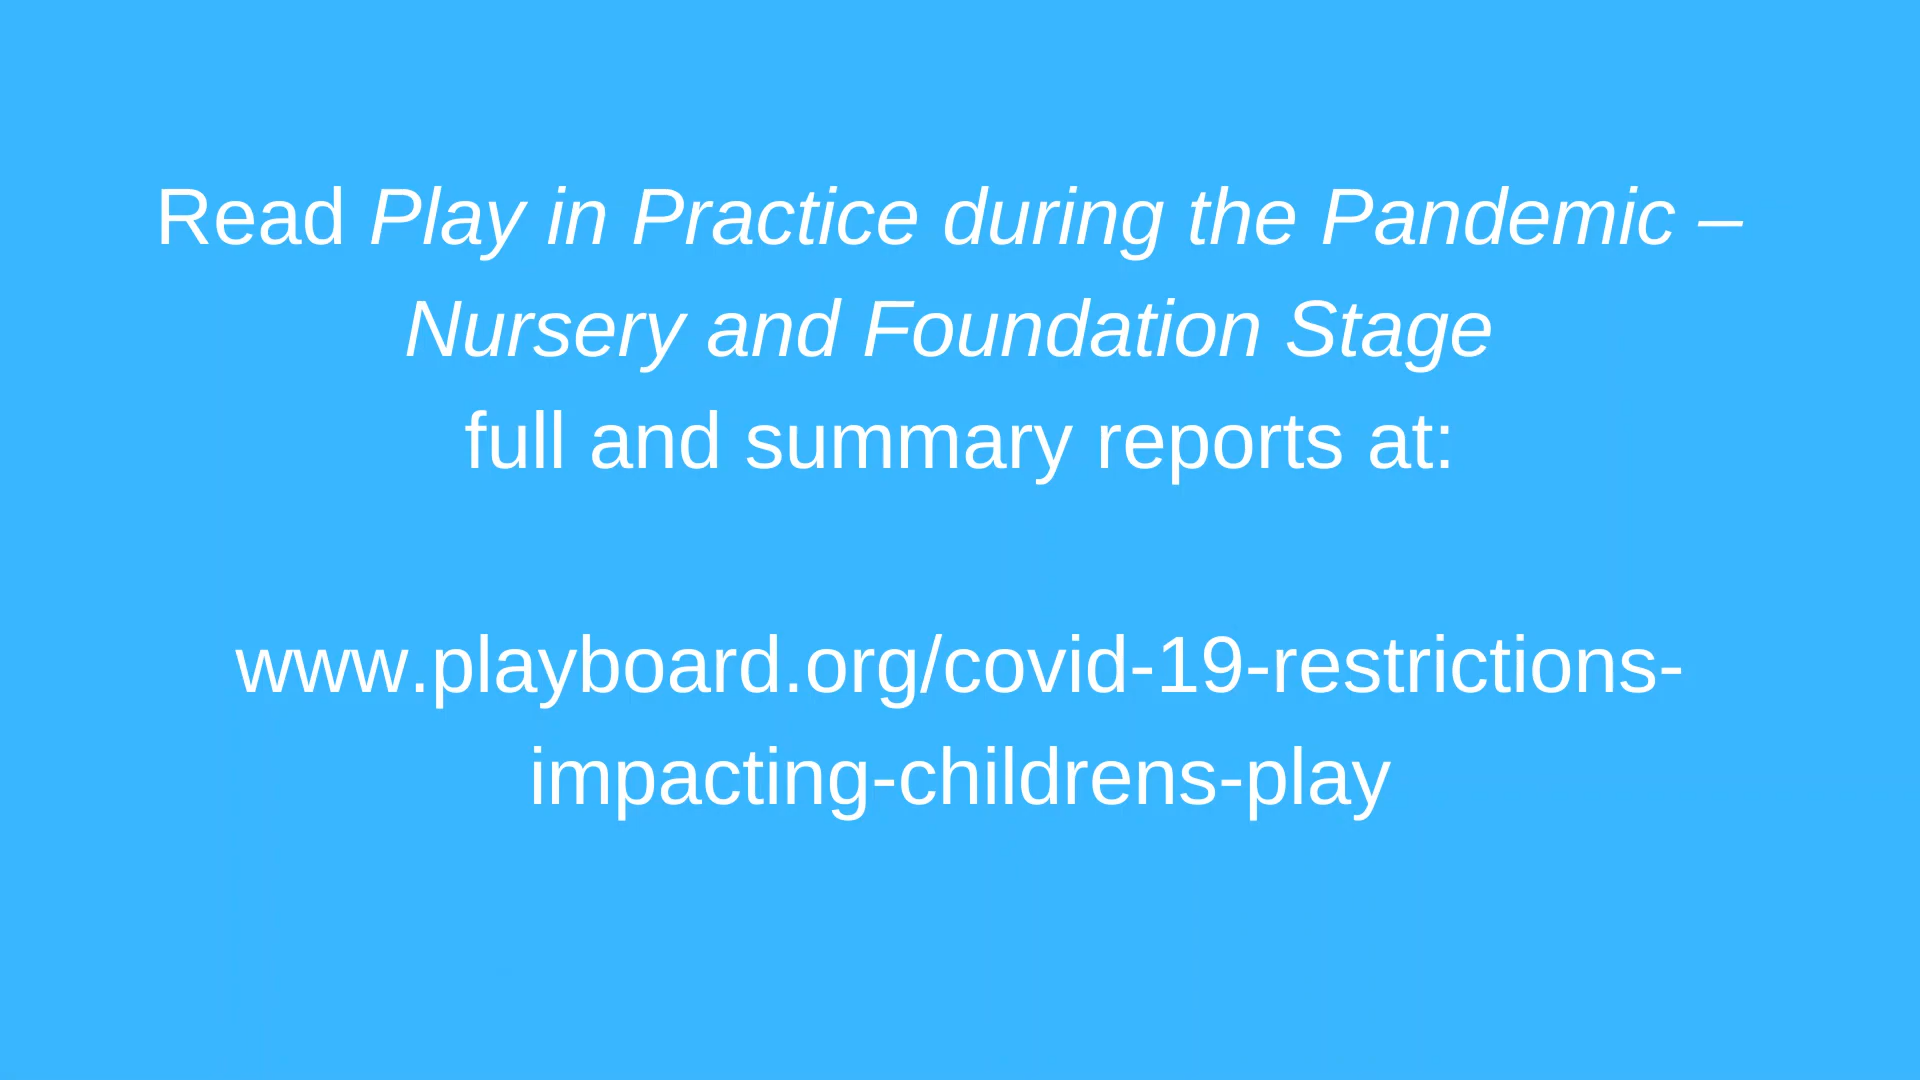 Read Play in Practice during the Pandemic –
Nursery and Foundation Stage
full and summary reports at:
www.playboard.org/covid-19-restrictions-
impacting-childrens-play